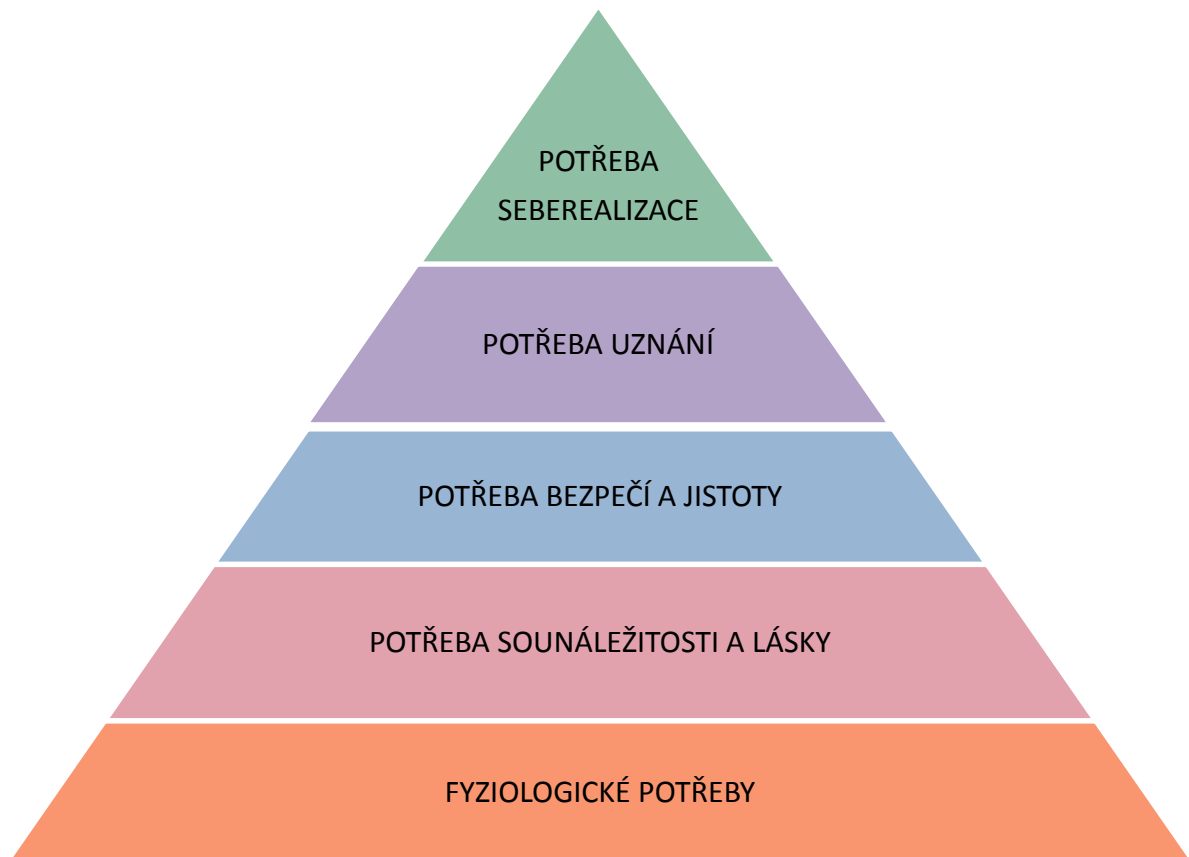 POTŘEBA
SEBEREALIZACE
POTŘEBA UZNÁNÍ
POTŘEBA BEZPEČÍ A JISTOTY
POTŘEBA SOUNÁLEŽITOSTI A LÁSKY
FYZIOLOGICKÉ POTŘEBY